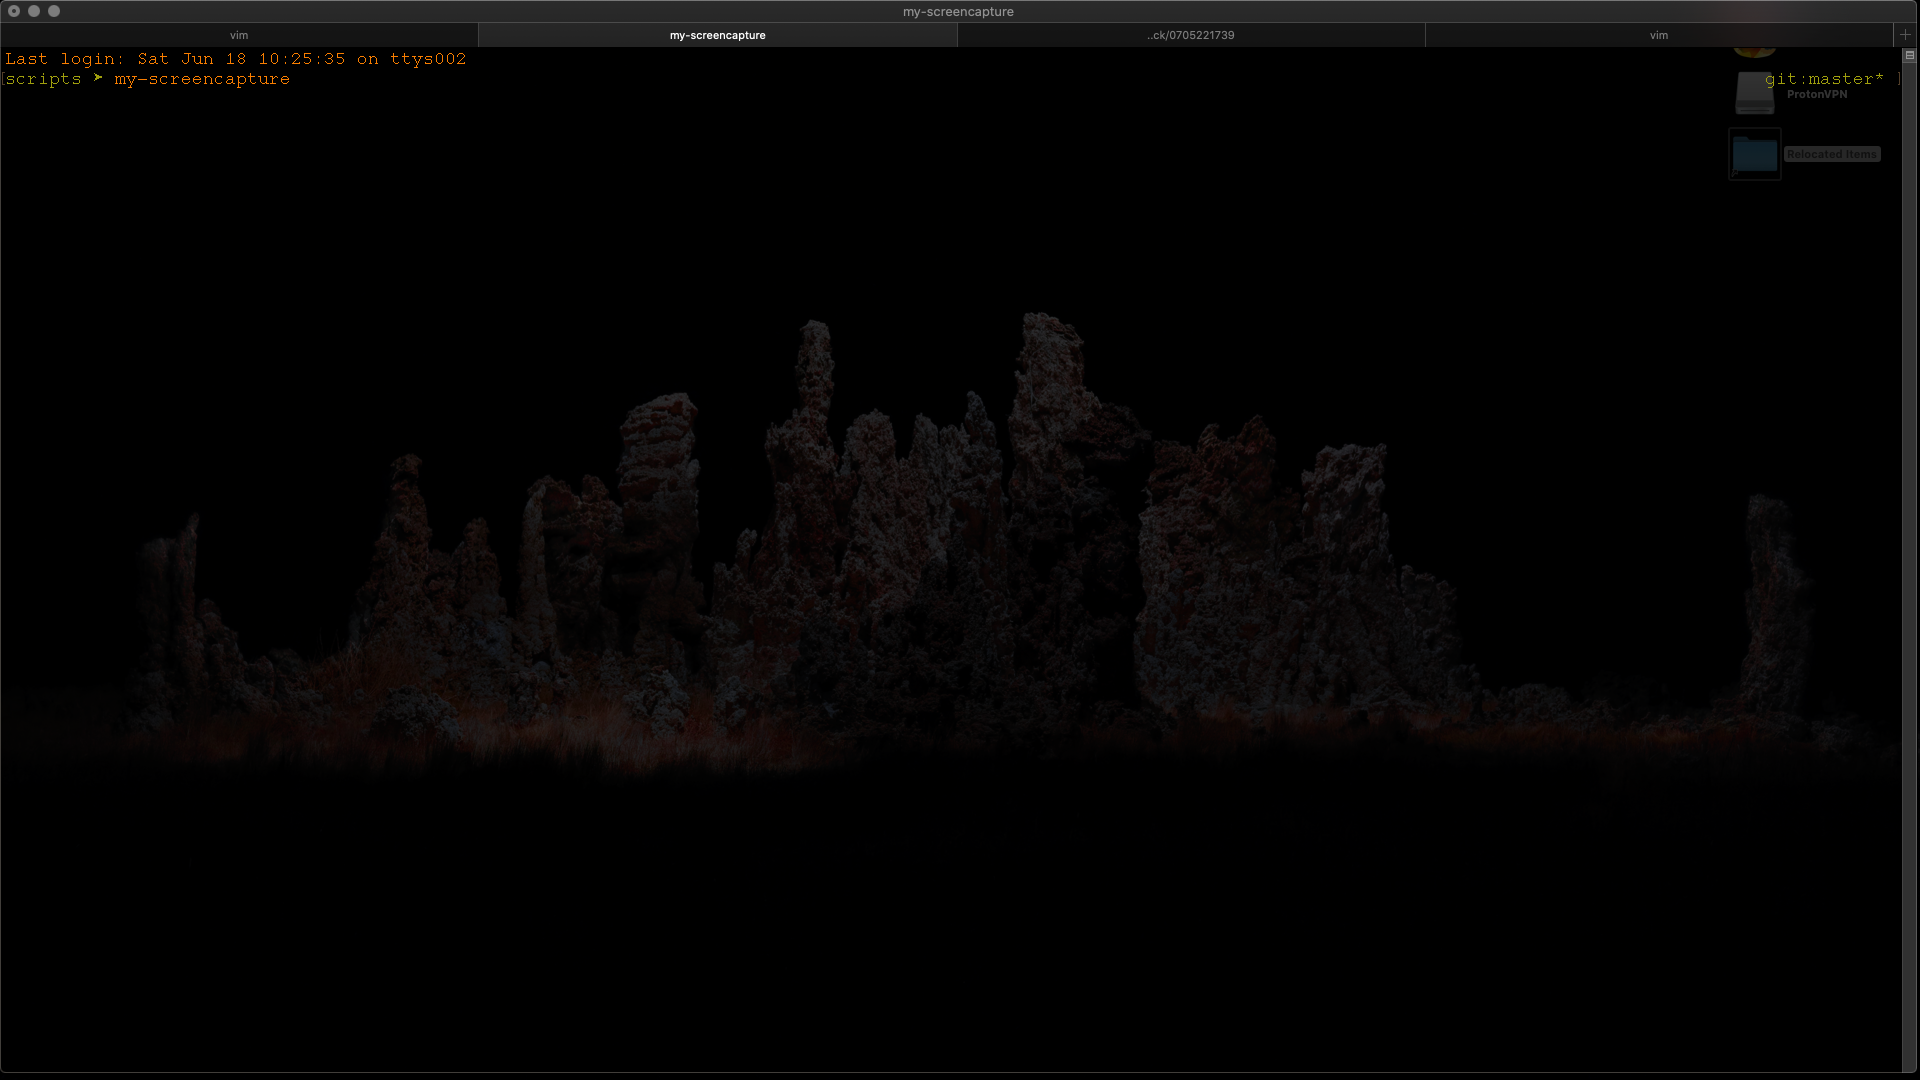 my-screencapture
vim
my-screencapture
..ck/0705221739
vim
Last login: Sat Jun 18 10:25:35 on ttys002
[scripts ➤ my-screencapture git:master* ]
ProtonVPN
Relocated Items